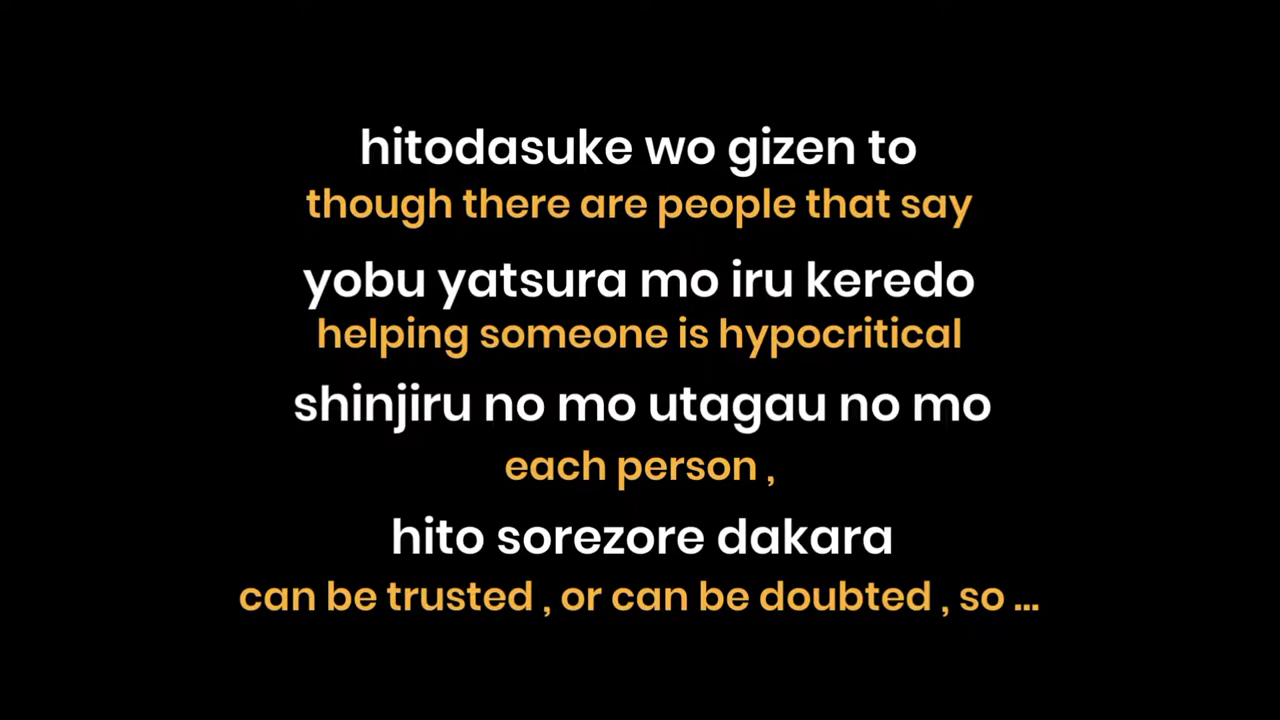 hitodasuke wo gizen to
though there are people that say
yobu yatsura mo iru keredo
helping someone is hypocritical
shinjiru no mo utagau no mo
each person ,
hito sorezore dakara
can be trusted , or can be doubted , so ...